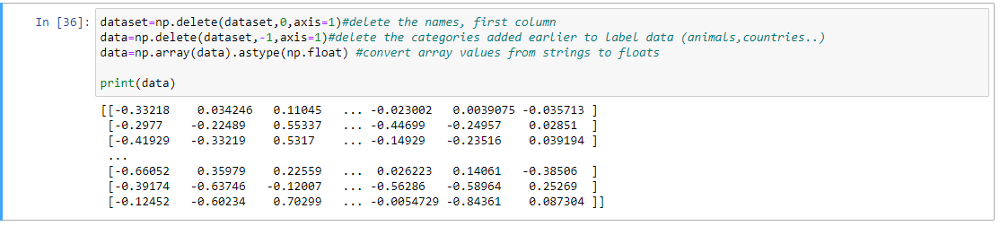 In [36]: dataset=np.delete(dataset,0,axis=1)#delete the names, first column
data=np.delete(dataset,-1,axis=1)#delete the categories added earlier to label data (animals,countries..)
data=np.array(data).astype(np.float) #convert array values from strings to floats
print(data)
[[-0.33218 0.034246 0.11045 ... -0.023002 0.0039075 -0.035713 ]
[-0.2977 -0.22489 0.55337 ... -0.44699 -0.24957 0.02851 ]
[-0.41929 -0.33219 0.5317 ... -0.14929 -0.23516 0.039194 ]
...
[-0.66052 0.35979 0.22559 ... 0.026223 0.14061 -0.38506 ]
[-0.39174 -0.63746 -0.12007 ... -0.56286 -0.58964 0.25269 ]
[-0.12452 -0.60234 0.70299 ... -0.0054729 -0.84361 0.087304 ]]